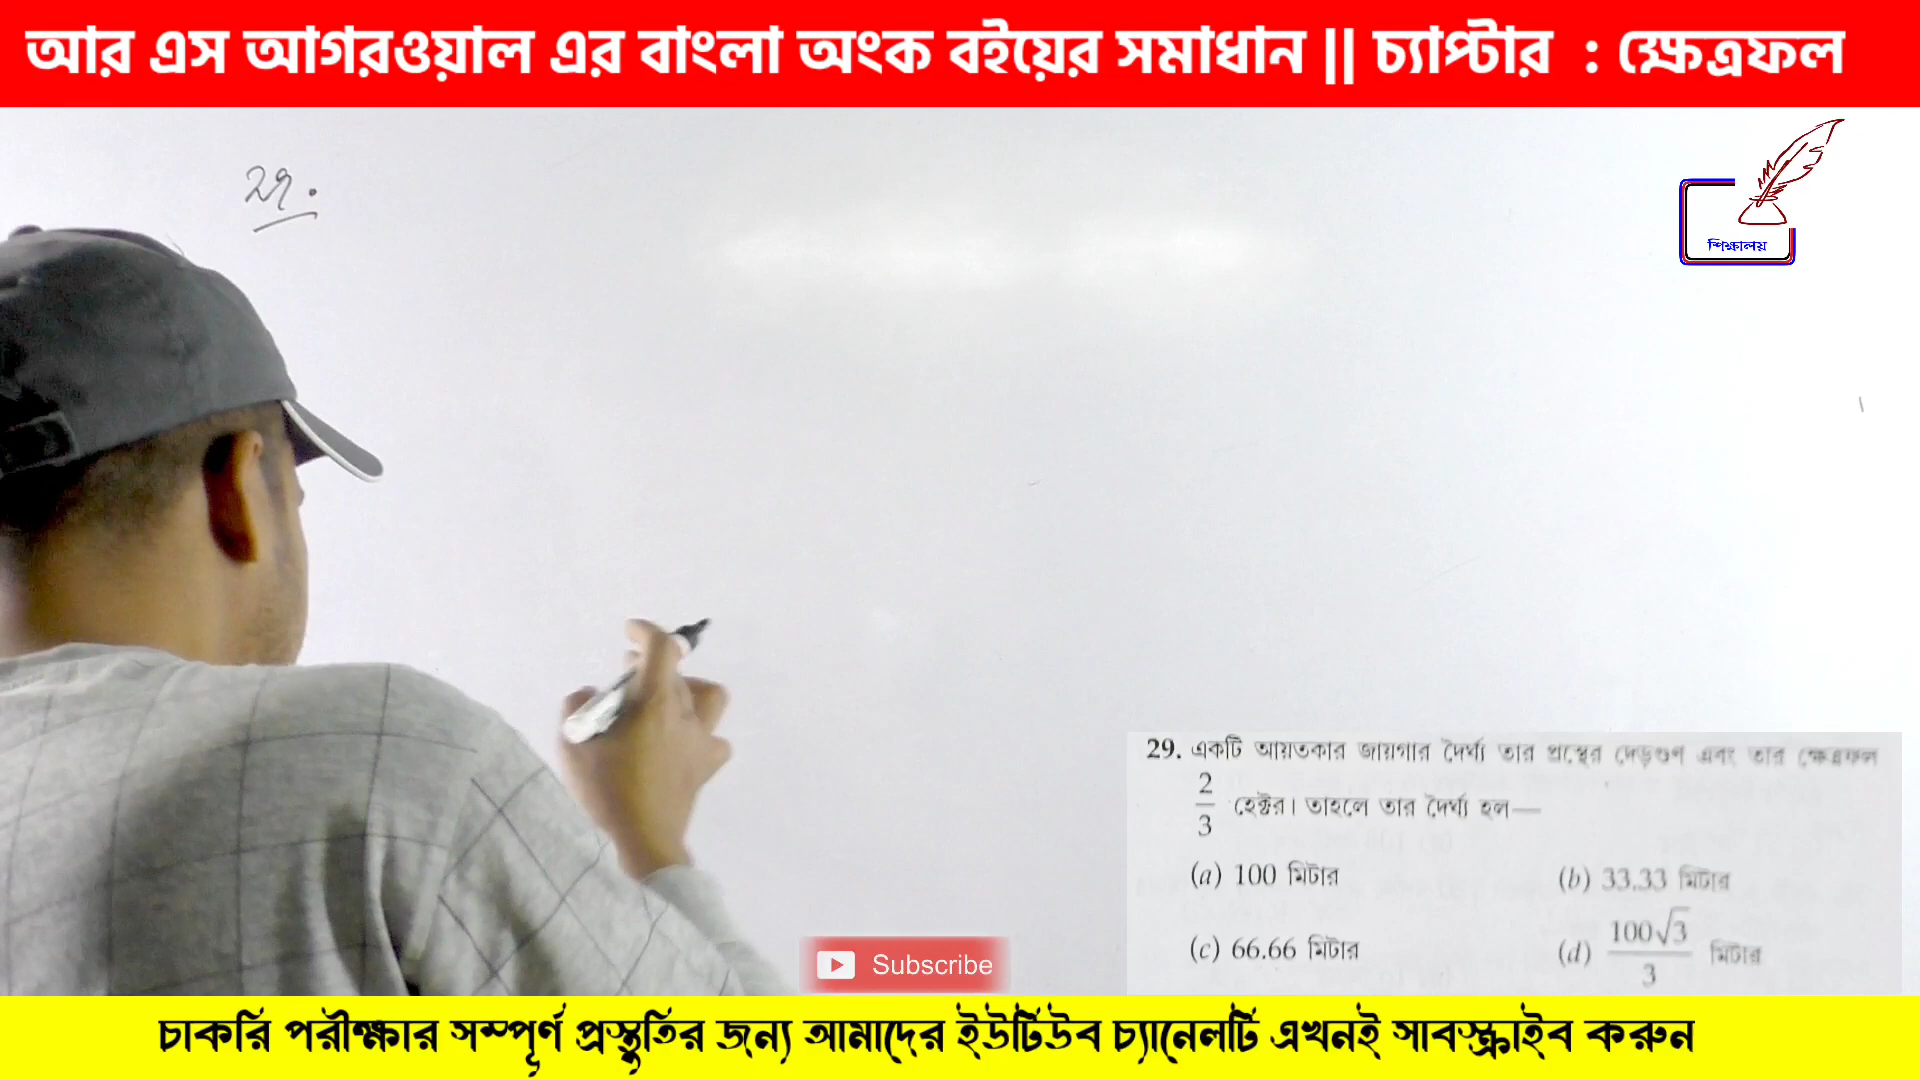 আর এস আগরওয়াল এর বাংলা অংক বইয়ের সমাধান || চ্যাপ্টার : ক্ষেত্রফল
২৯.
শিক্ষালয়
29. একটি আয়তকার জায়গার দৈর্ঘ্য তার প্রস্থের দেড়গুণ এবং তার ক্ষেত্রফল
2/3 হেক্টর। তাহলে তার দৈর্ঘ্য হল—
(a) 100 মিটার (b) 33.33 মিটার
(c) 66.66 মিটার (d) 100√3/3 মিটার
Subscribe
চাকরি পরীক্ষার সম্পূর্ণ প্রস্তুতির জন্য আমাদের ইউটিউব চ্যানেলটি এখনই সাবস্ক্রাইব করুন